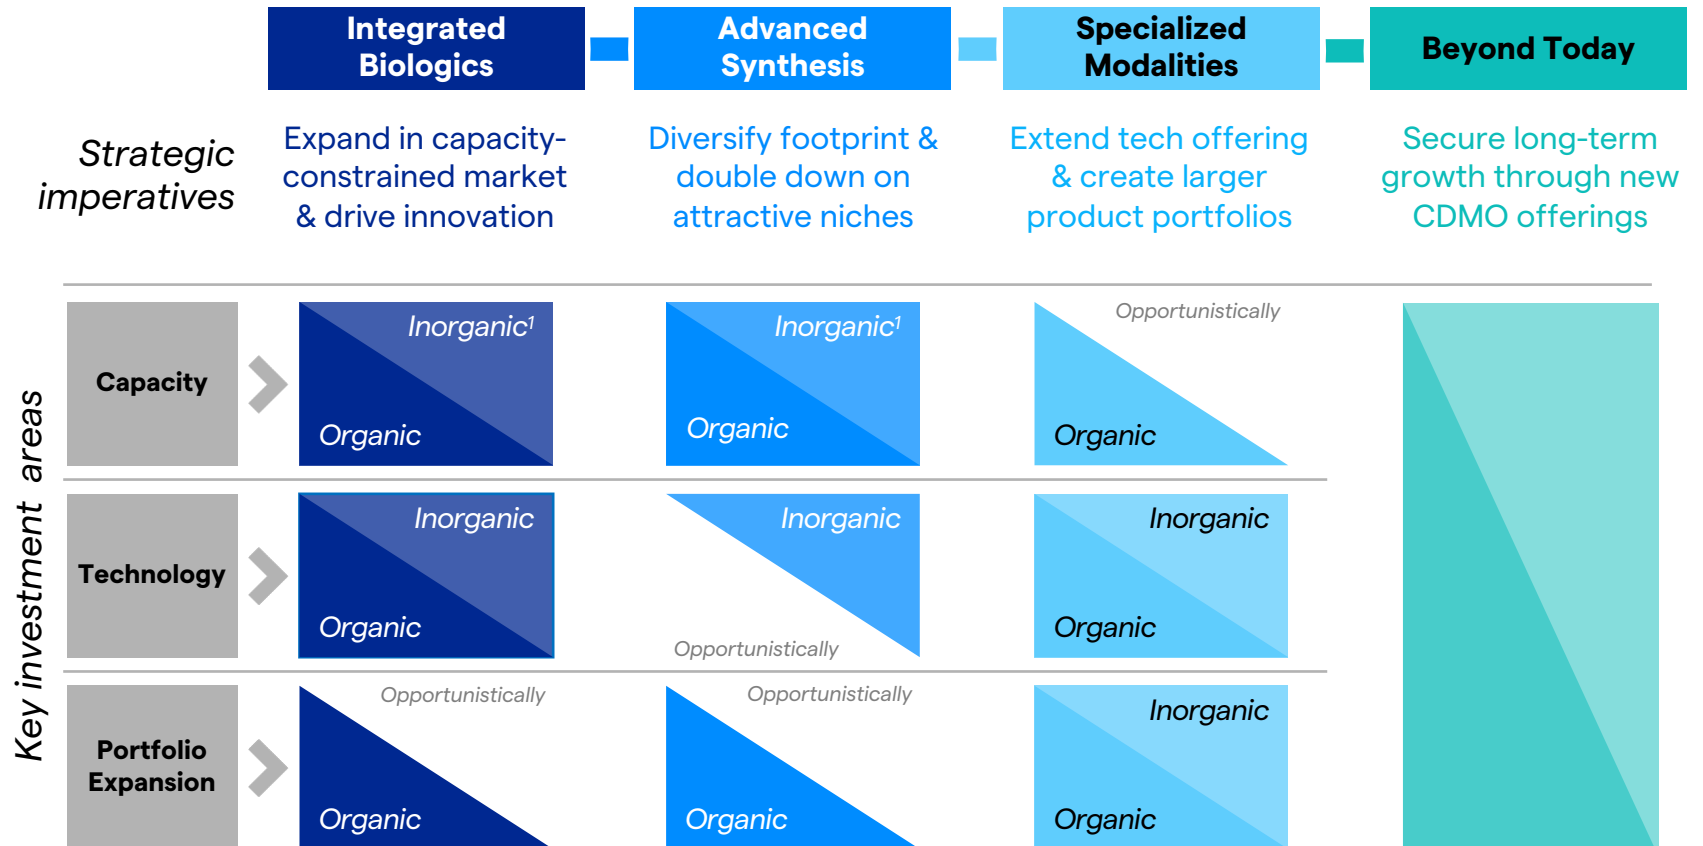 Integrated
Biologics
Advanced
Synthesis
Specialized
Modalities
Beyond Today
Strategic
imperatives
Expand in capacity-
constrained market
& drive innovation
Diversify footprint &
double down on
attractive niches
Extend tech offering
& create larger
product portfolios
Secure long-term
growth through new
CDMO offerings
Key investment areas
Capacity
Inorganic¹
Organic
Inorganic¹
Organic
Opportunistically
Organic
Technology
Inorganic
Organic
Inorganic
Opportunistically
Inorganic
Organic
Portfolio
Expansion
Opportunistically
Organic
Opportunistically
Organic
Inorganic
Organic